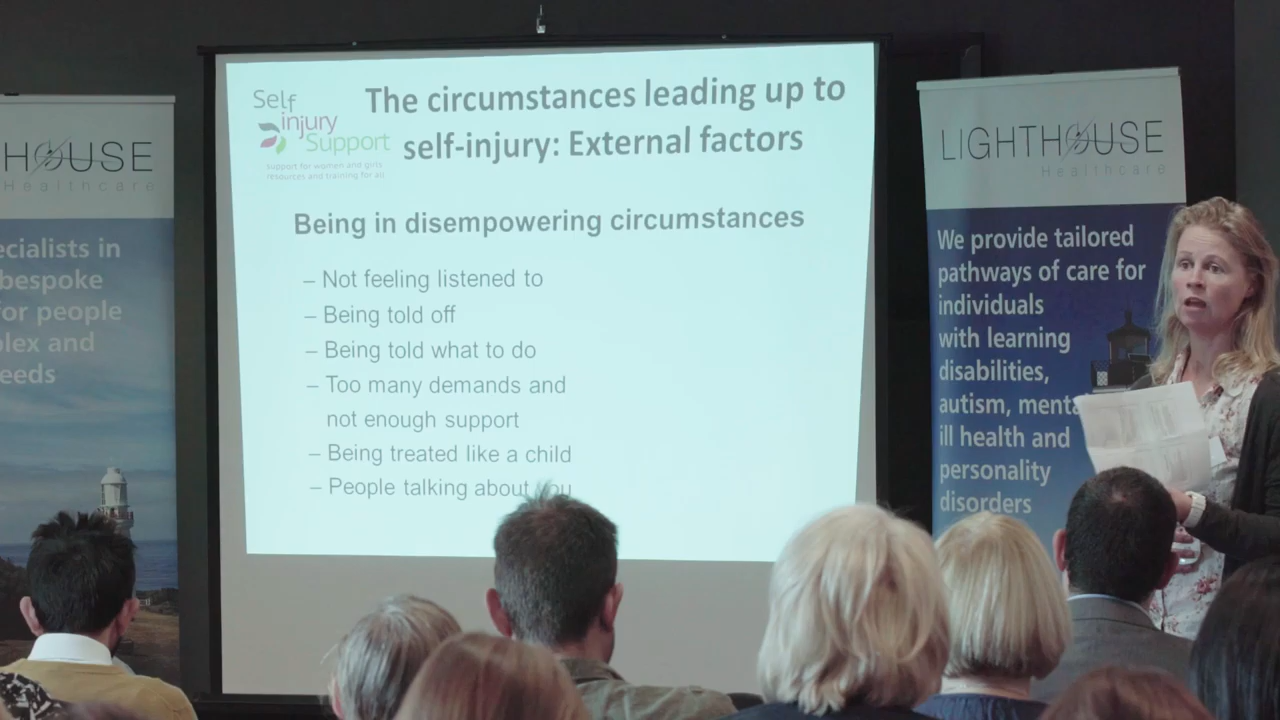 HOUSE
Healthcare
ecialists in
bespoke
for people
lex and
eeds
Self
injury
Support
support for women and girls
resources and training for all
The circumstances leading up to
self-injury: External factors
Being in disempowering circumstances
– Not feeling listened to
– Being told off
– Being told what to do
– Too many demands and
not enough support
– Being treated like a child
– People talking about you
LIGHTHOUSE
Healthcare
We provide tailored
pathways of care for
individuals
with learning
disabilities,
autism, menta
ill health and
personality
disorders